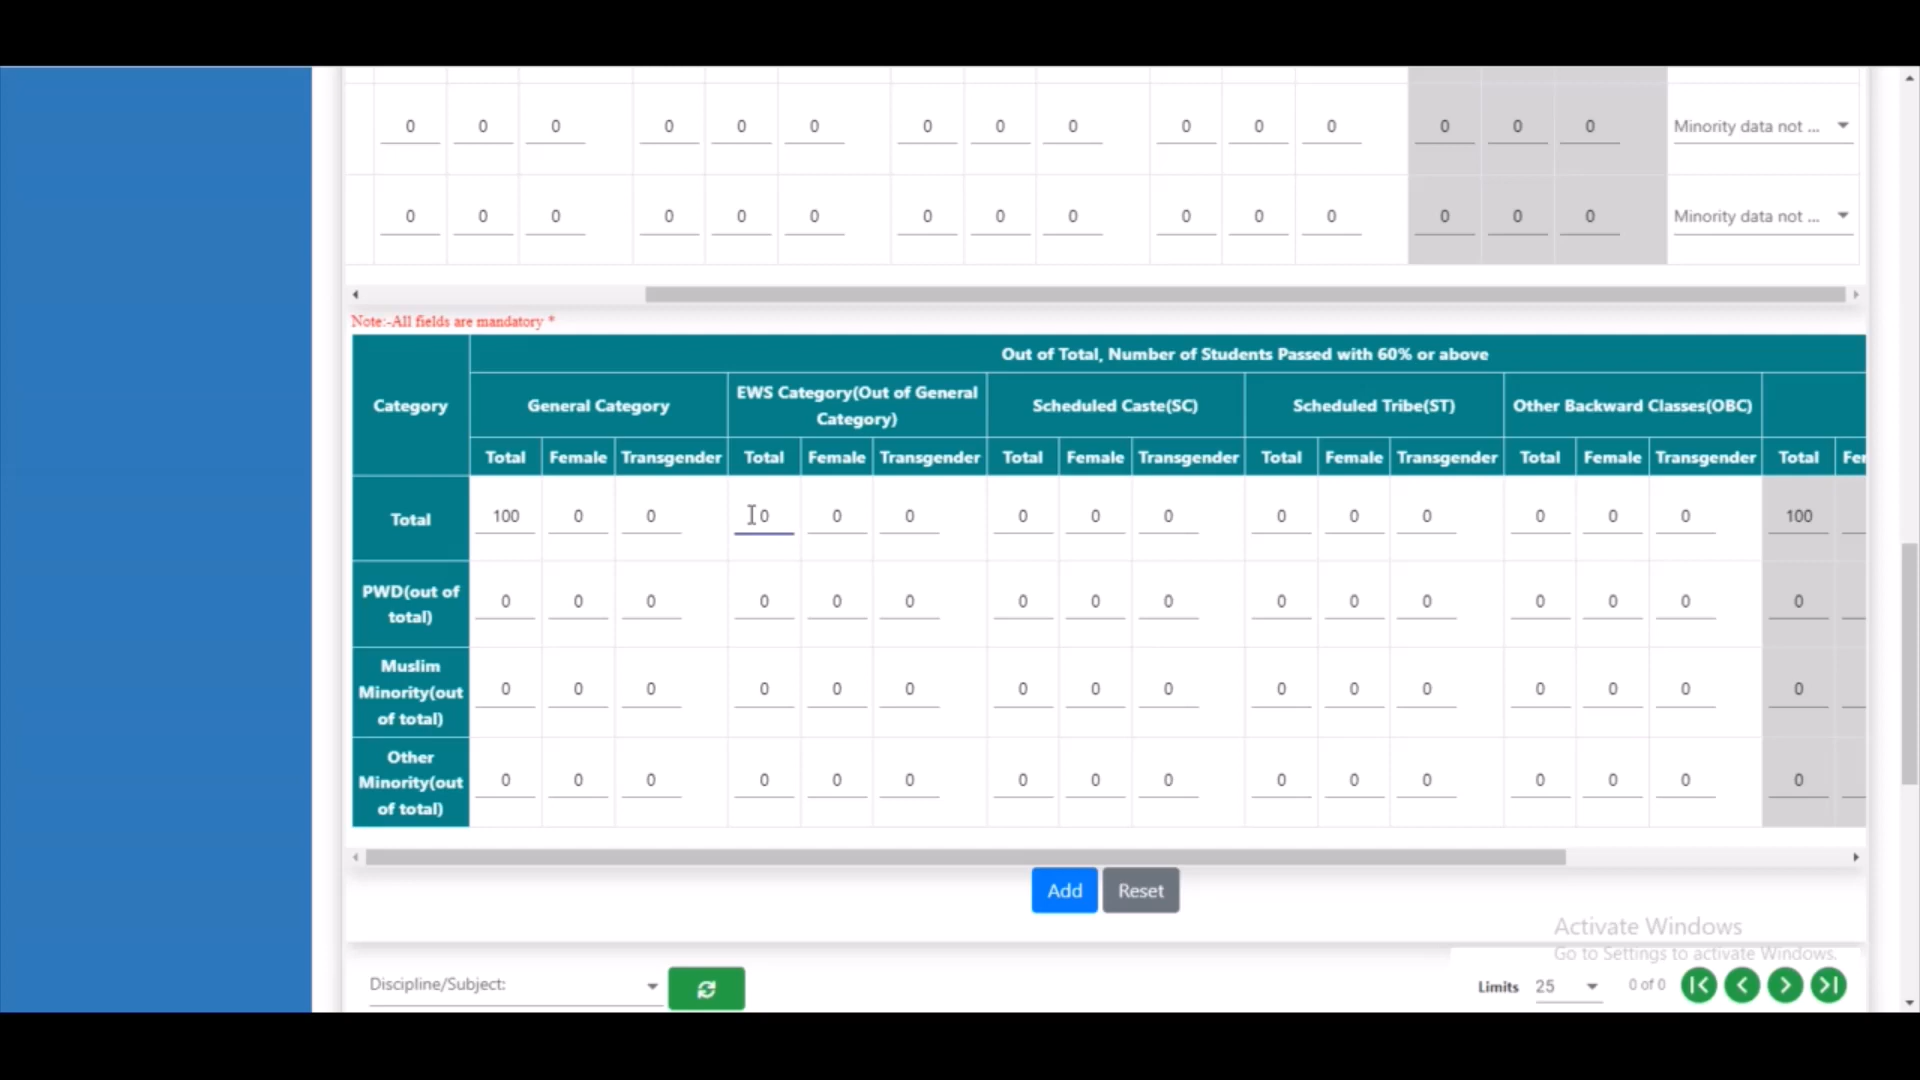 0 0 0 0 0 0 0 0 0 0 0 0 0 0 0 Minority data not ...
0 0 0 0 0 0 0 0 0 0 0 0 0 0 0 Minority data not ...
Note:-All fields are mandatory *
Out of Total, Number of Students Passed with 60% or above
Category
General Category
EWS Category(Out of General
Category)
Scheduled Caste(SC)
Scheduled Tribe(ST)
Other Backward Classes(OBC)
Total Female Transgender Total Female Transgender Total Female Transgender Total Female Transgender Total Female Transgender Total
Total
100 0 0 0 0 0 0 0 0 0 0 0 0 0 0 100
PWD(out of
total)
0 0 0 0 0 0 0 0 0 0 0 0 0 0 0 0
Muslim
Minority(out
of total)
0 0 0 0 0 0 0 0 0 0 0 0 0 0 0 0
Other
Minority(out
of total)
0 0 0 0 0 0 0 0 0 0 0 0 0 0 0 0
Add Reset
Activate Windows
Go to Settings to activate Windows.
Discipline/Subject:
Limits 25 0 of 0